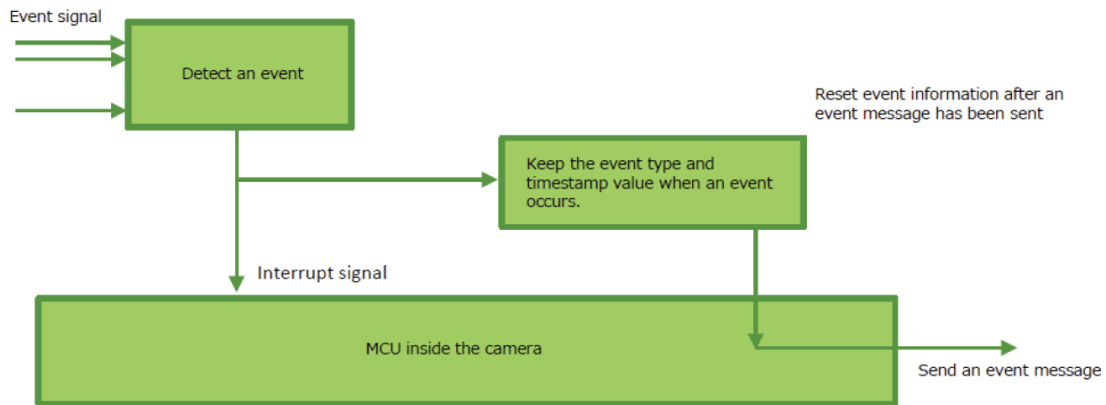 Event signal
Detect an event
Reset event information after an
event message has been sent
Keep the event type and
timestamp value when an event
occurs.
Interrupt signal
MCU inside the camera
Send an event message